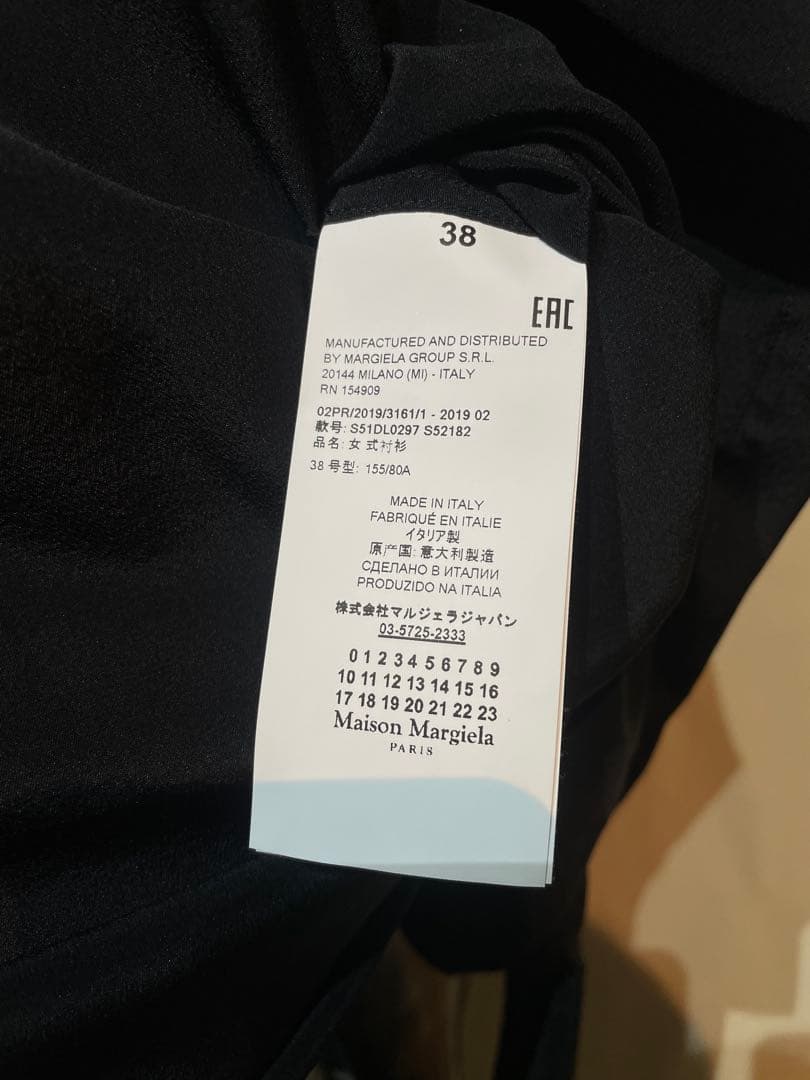 38
EAC
MANUFACTURED AND DISTRIBUTED
BY MARGIELA GROUP S.R.L.
20144 MILANO (MI) - ITALY
RN 154909
02PR/2019/3161/1 - 2019 02
款号: S51DL0297 S52182
品名: 女式衬衫
38 号型: 155/80A
MADE IN ITALY
FABRIQUÉ EN ITALIE
イタリア製
原产国: 意大利製造
СДЕЛАНО В ИТАЛИИ
PRODUZIDO NA ITALIA
株式会社マルジェラジャパン
03-5725-2333
0 1 2 3 4 5 6 7 8 9
10 11 12 13 14 15 16
17 18 19 20 21 22 23
Maison Margiela
PARIS